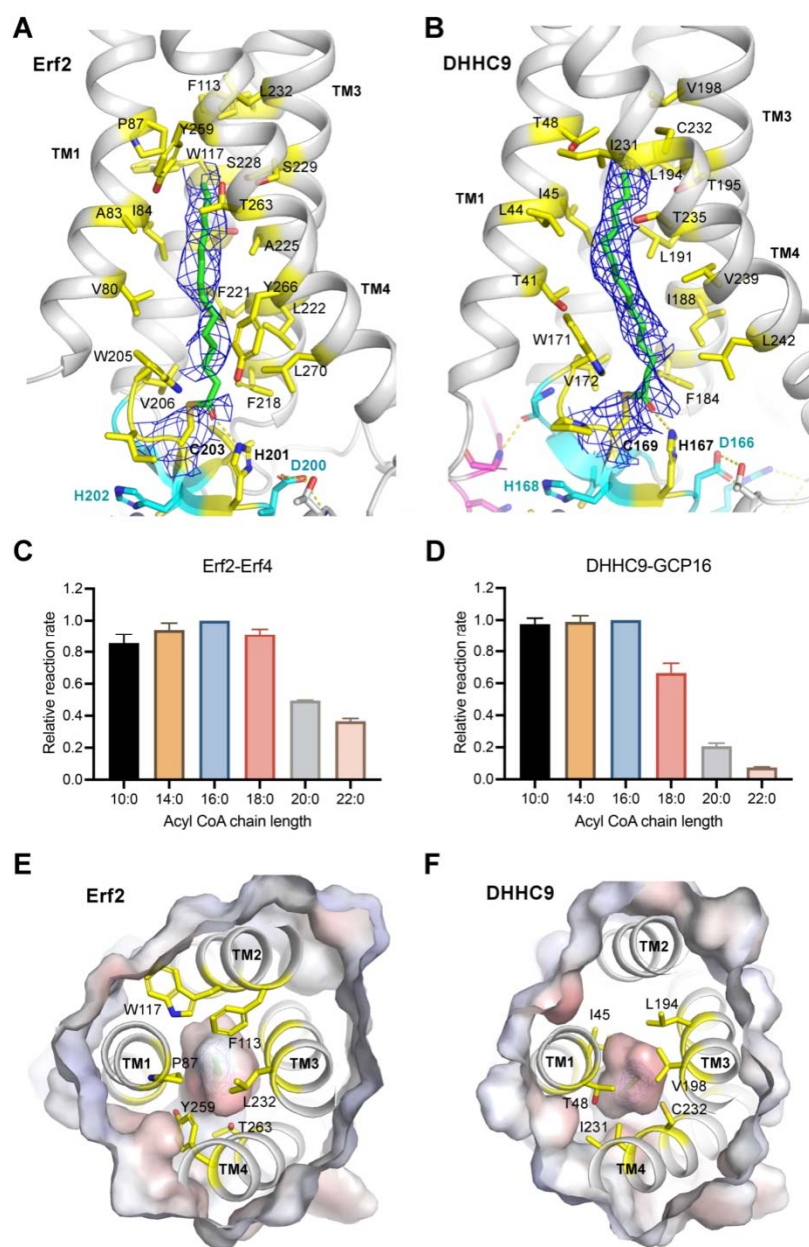 A
Erf2
F113
L232
TM3
P87
Y259
TM1
W117
S228
S229
T263
A83
I84
A225
TM4
V80
F221
Y266
L222
W205
L270
V206
F218
C203
H201
D200
H202
B
DHHC9
V198
TM3
T48
C232
I231
L194
TM1
I45
T195
L44
T235
L191
TM4
T41
V239
I188
W171
L242
V172
F184
C169
H167
D166
H168
C
Erf2-Erf4
Relative reaction rate
1.2
1.0
0.8
0.6
0.4
0.2
0.0
10:0 14:0 16:0 18:0 20:0 22:0
Acyl CoA chain length
D
DHHC9-GCP16
Relative reaction rate
1.2
1.0
0.8
0.6
0.4
0.2
0.0
10:0 14:0 16:0 18:0 20:0 22:0
Acyl CoA chain length
E
Erf2
TM2
W117
F113
TM1
P87
TM3
L232
Y259
T263
TM4
F
DHHC9
TM2
L194
I45
TM1
TM3
V198
T48
C232
I231
TM4